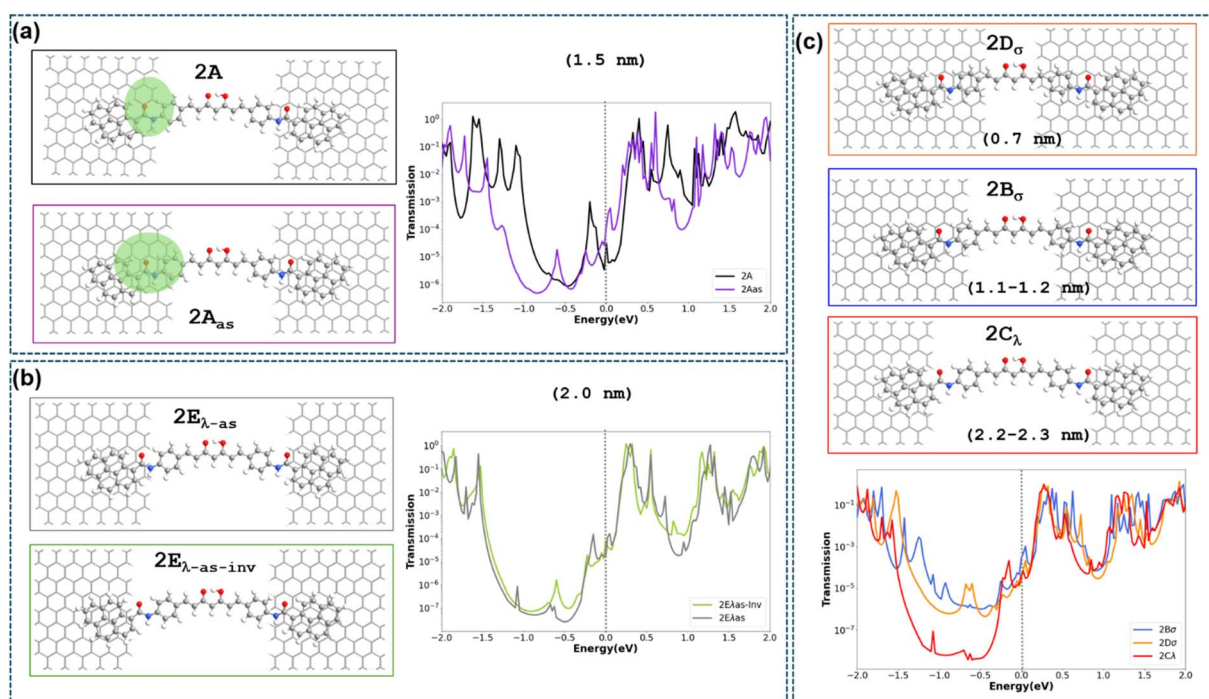 (a)
2A
2A_as
(1.5 nm)
Transmission
10^0
10^-1
10^-2
10^-3
10^-4
10^-5
10^-6
2A
2Aas
−2.0 −1.5 −1.0 −0.5 0.0 0.5 1.0 1.5 2.0
Energy(eV)
(b)
2E_λ-as
2E_λ-as-inv
(2.0 nm)
Transmission
10^0
10^-1
10^-2
10^-3
10^-4
10^-5
10^-6
10^-7
2Eλas-Inv
2Eλas
−2.0 −1.5 −1.0 −0.5 0.0 0.5 1.0 1.5 2.0
Energy(eV)
(c)
2D_σ
(0.7 nm)
2B_σ
(1.1-1.2 nm)
2C_λ
(2.2-2.3 nm)
Transmission
10^-1
10^-3
10^-5
10^-7
2Bσ
2Dσ
2Cλ
−2.0 −1.5 −1.0 −0.5 0.0 0.5 1.0 1.5 2.0
Energy(eV)